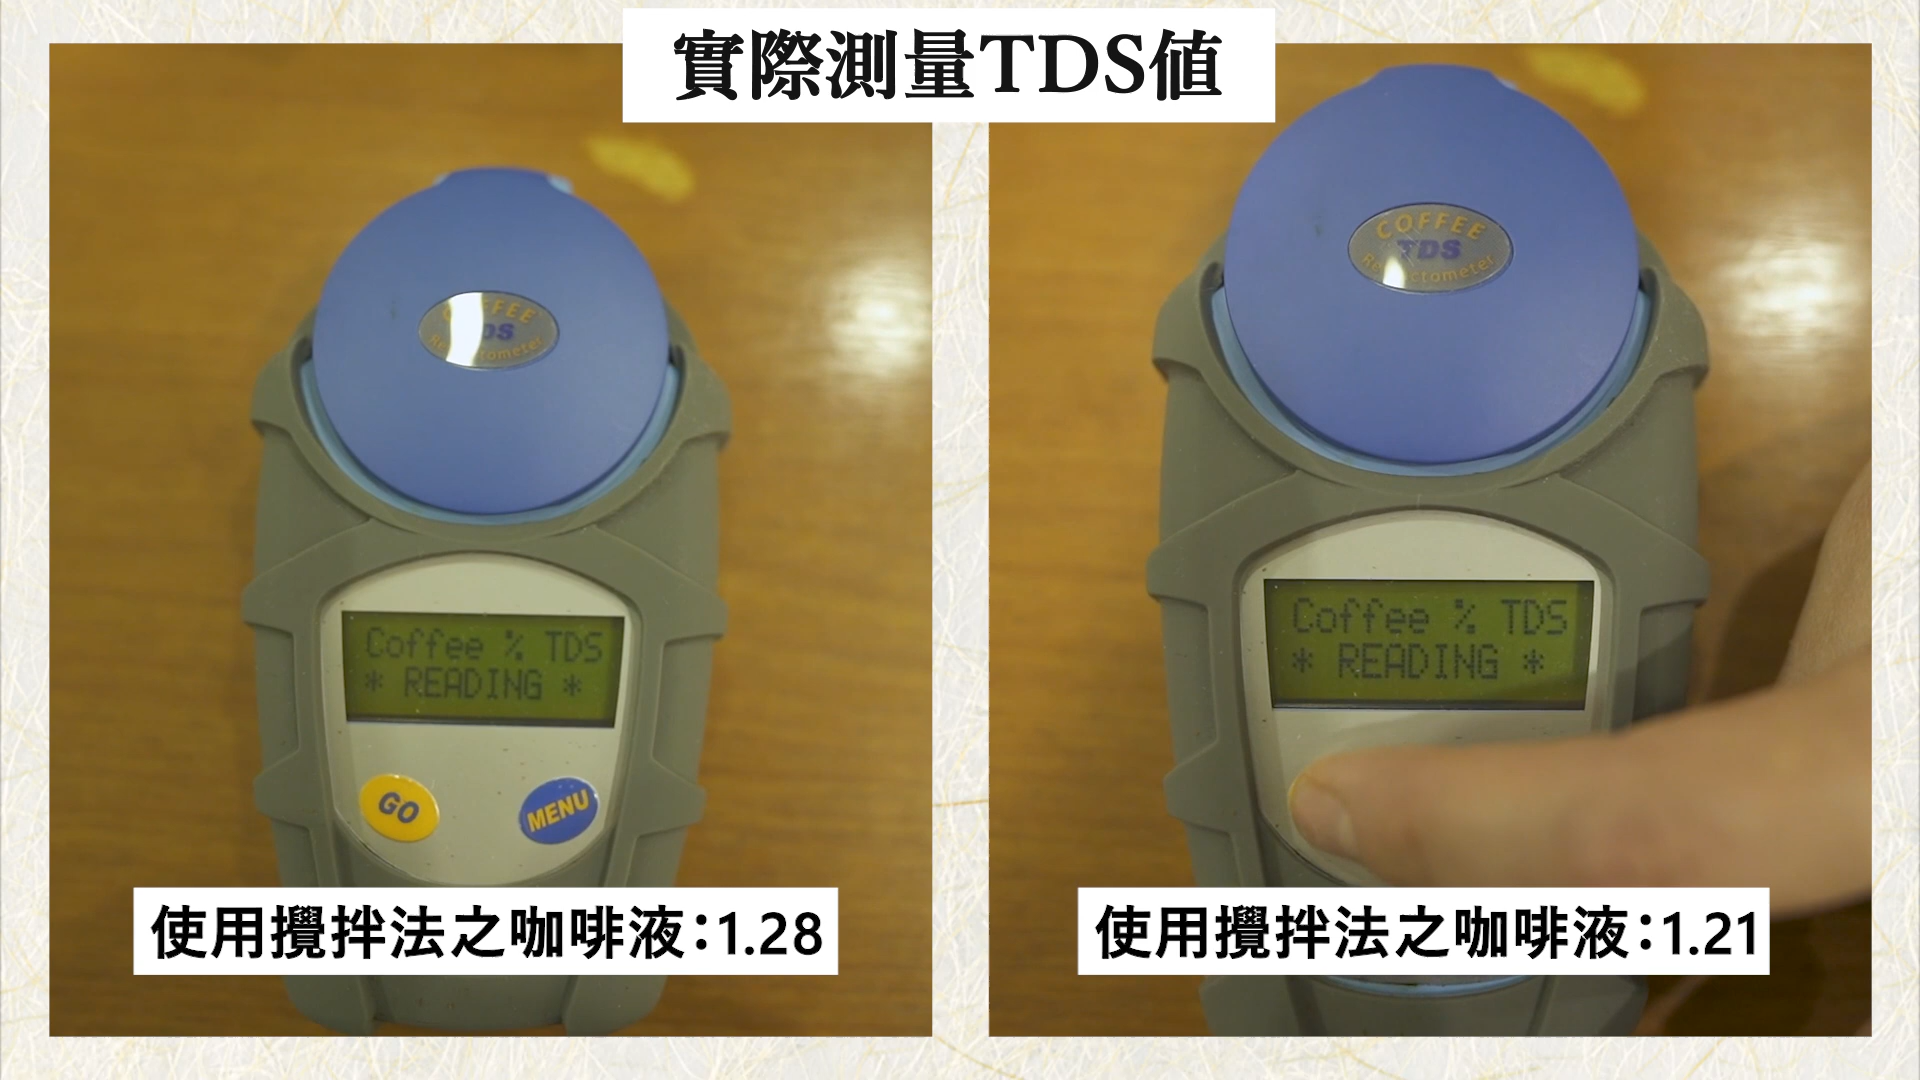 實際測量TDS值
COFFEE
TDS
COFFEE
TDS
Refractometer
Coffee % TDS
* READING *
Coffee % TDS
* READING *
GO
MENU
使用攪拌法之咖啡液:1.28
使用攪拌法之咖啡液:1.21